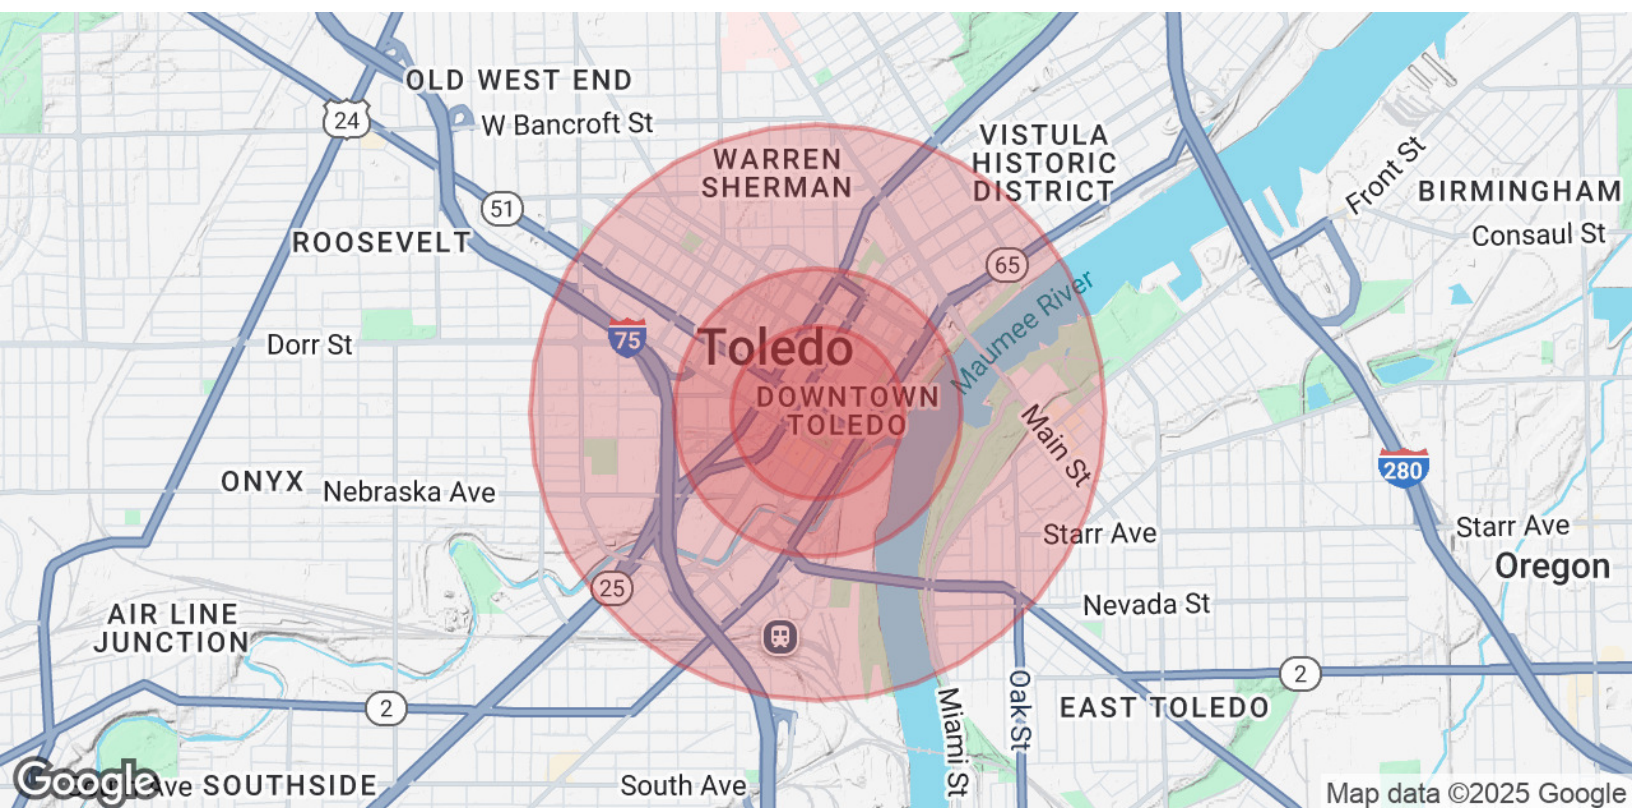 OLD WEST END
24
W Bancroft St
VISTULA
HISTORIC
DISTRICT
WARREN
SHERMAN
Front St
BIRMINGHAM
51
Consaul St
ROOSEVELT
65
Maumee River
75
Dorr St
Toledo
DOWNTOWN
TOLEDO
Main St
280
ONYX
Nebraska Ave
Starr Ave
Starr Ave
Oregon
25
Nevada St
AIR LINE
JUNCTION
2
2
Oak St
Miami St
EAST TOLEDO
Google
Ave
SOUTHSIDE
South Ave
Map data ©2025 Google